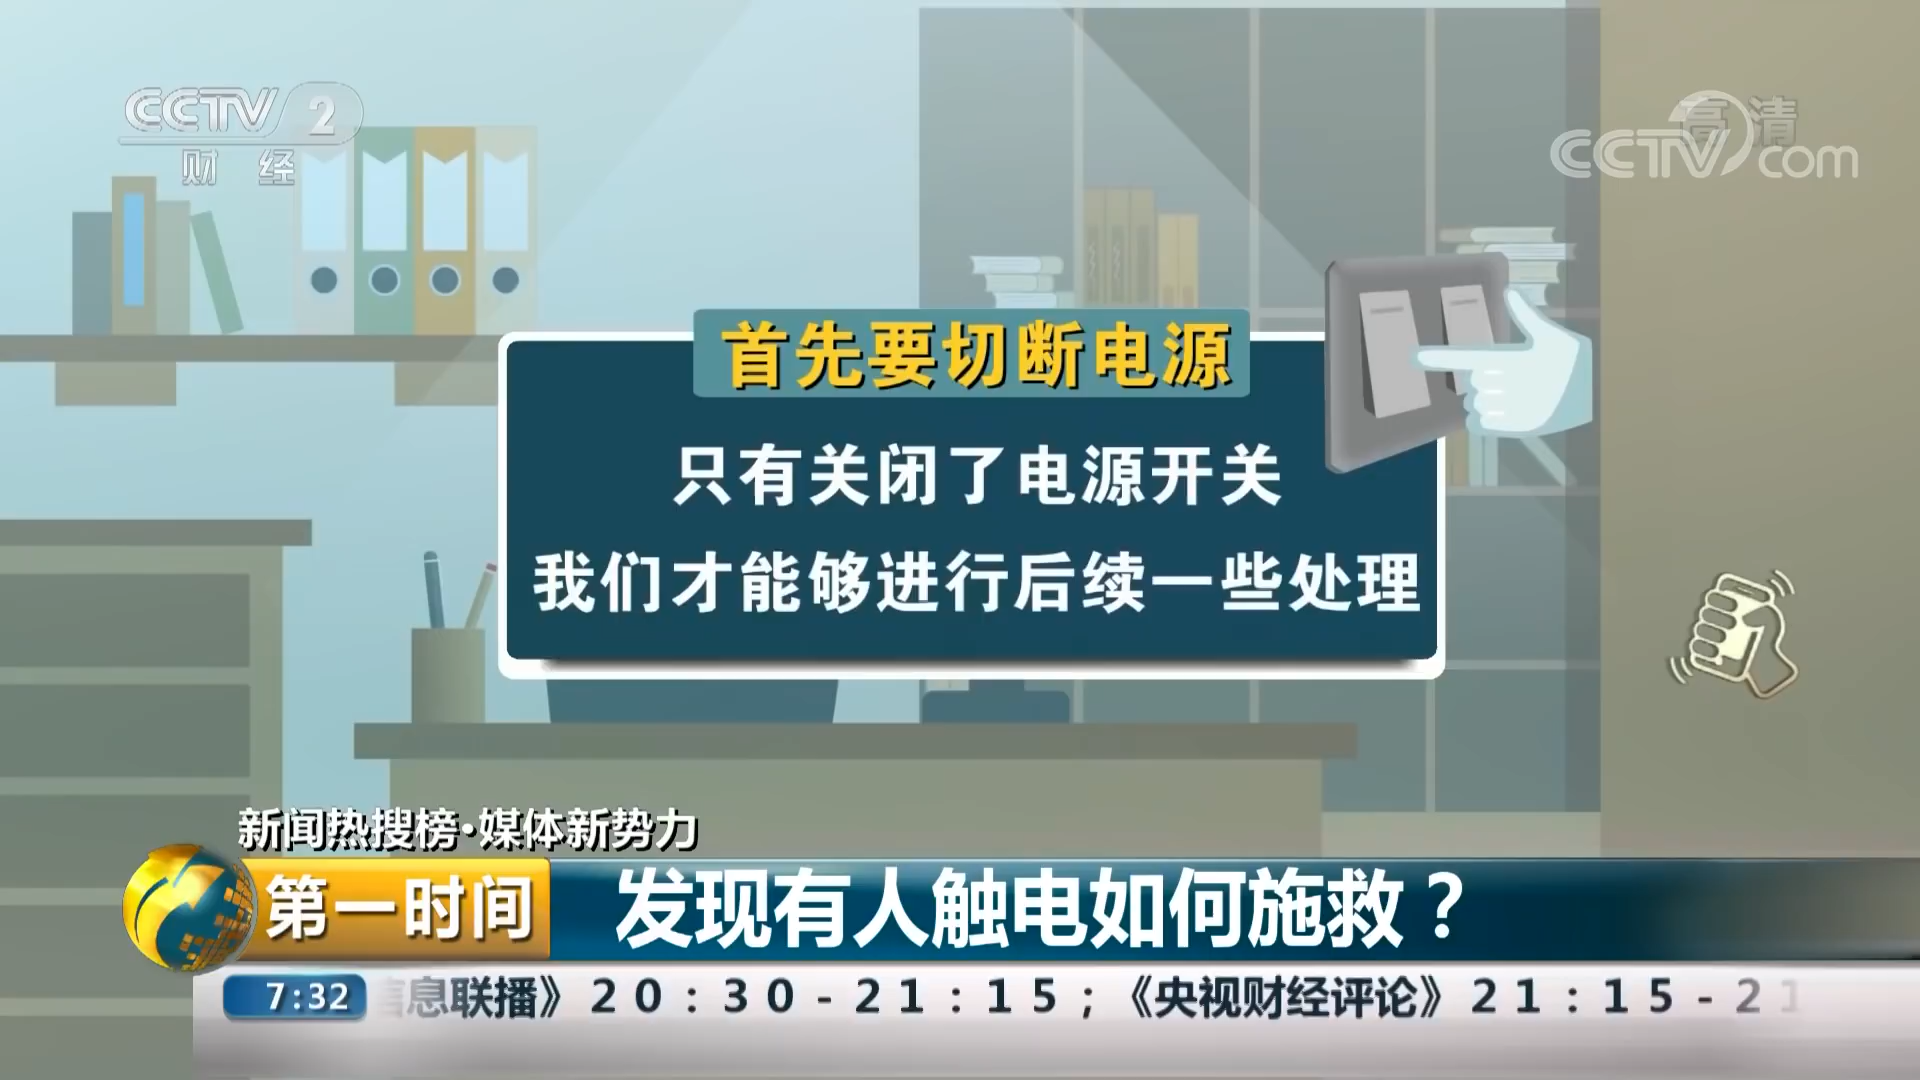 CCTV 2
财 经
高清
CCTV.com
首先要切断电源
只有关闭了电源开关
我们才能够进行后续一些处理
新闻热搜榜·媒体新势力
第一时间
发现有人触电如何施救？
7:32
信息联播》20:30-21:15;《央视财经评论》21:15-21